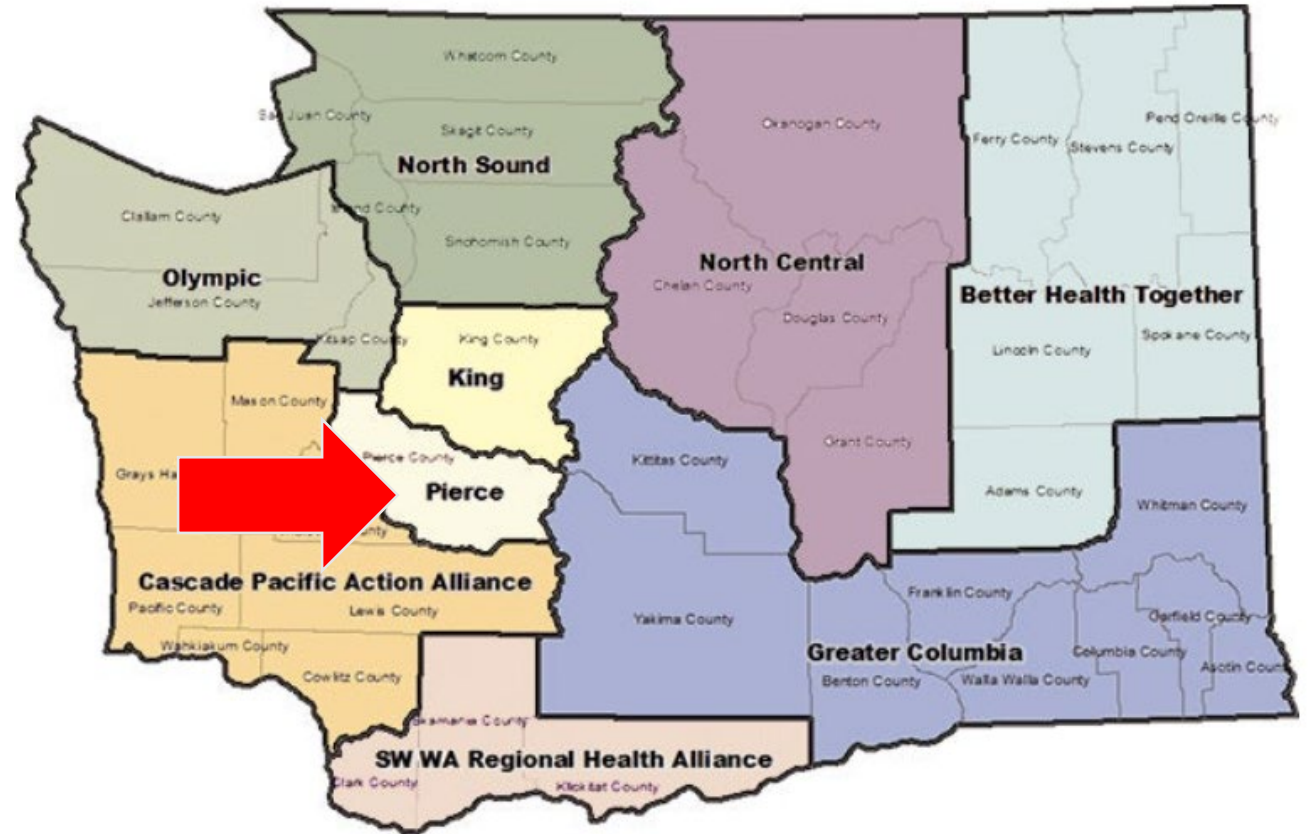 Whatcom County
San Juan County
Skagit County
North Sound
Island County
Snohomish County
Okanogan County
Ferry County
Stevens County
Pend Oreille County
Clallam County
Olympic
Jefferson County
Kitsap County
North Central
Chelan County
Douglas County
Better Health Together
Lincoln County
Spokane County
King County
King
Mason County
Grays Ha
Pierce County
Pierce
unty
Kittitas County
Grant County
Adams County
Whitman County
Cascade Pacific Action Alliance
Pacific County
Lewis County
Wahkiakum County
Cowlitz County
Yakima County
Franklin County
Garfield County
Greater Columbia
Benton County
Walla Walla County
Columbia County
Asotin Count
Skamania County
SW WA Regional Health Alliance
Clark County
Klickitat County